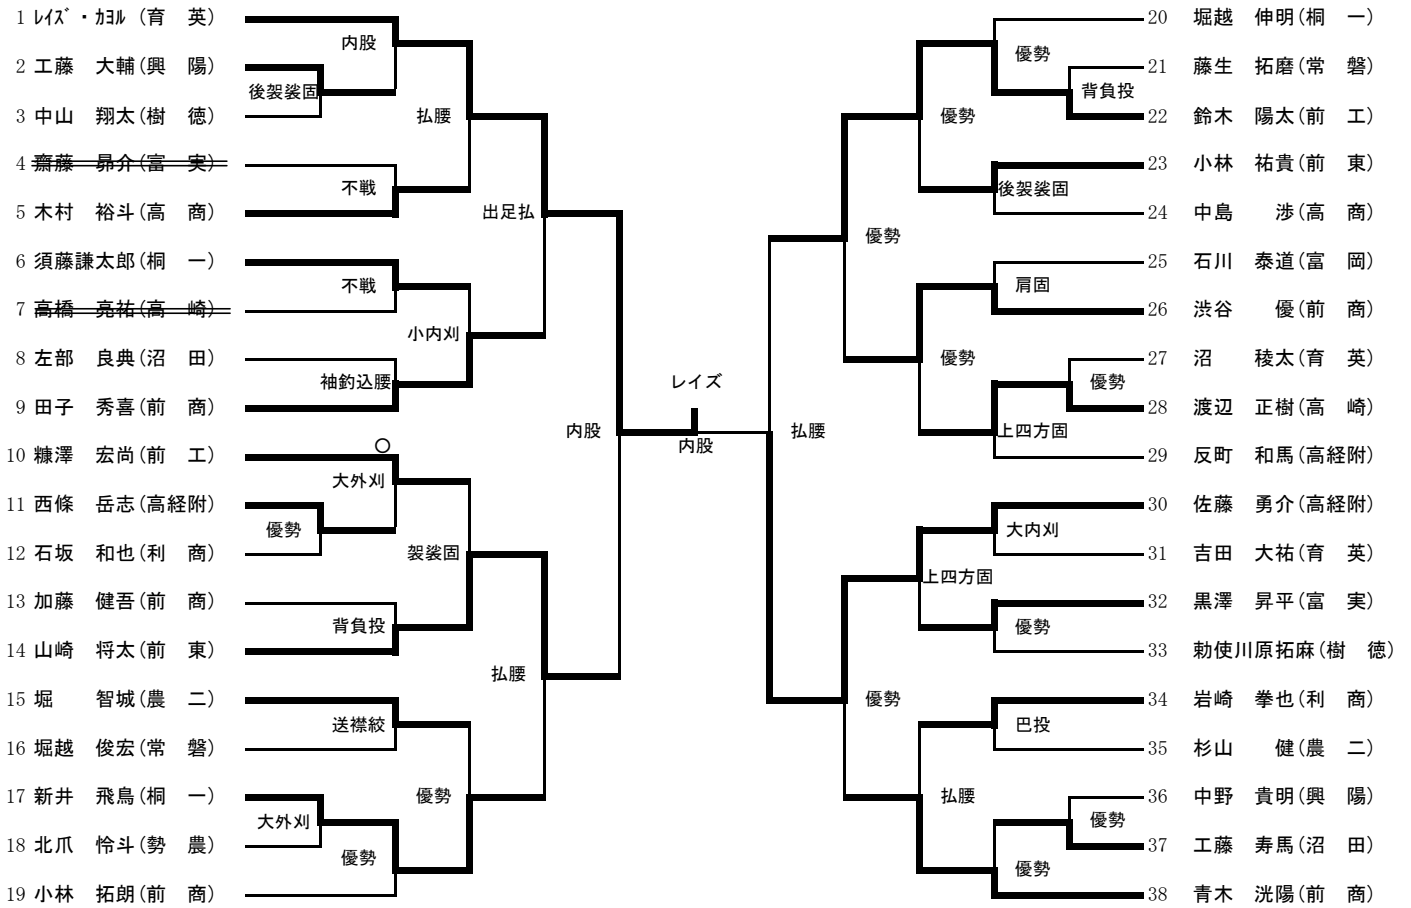 1 ﾚｲｽﾞ・ｶﾖﾙ (育　英)
2 工藤　大輔(興　陽)
3 中山　翔太(樹　徳)
4 齋藤　昴介(富　実)
5 木村　裕斗(高　商)
6 須藤謙太郎(桐　一)
7 高橋　亮祐(高　崎)
8 左部　良典(沼　田)
9 田子　秀喜(前　商)
10 糠澤　宏尚(前　工)
11 西條　岳志(高経附)
12 石坂　和也(利　商)
13 加藤　健吾(前　商)
14 山崎　将太(前　東)
15 堀　　智城(農　二)
16 堀越　俊宏(常　磐)
17 新井　飛鳥(桐　一)
18 北爪　怜斗(勢　農)
19 小林　拓朗(前　商)
内股
後袈裟固
不戦
不戦
袖釣込腰
○
大外刈
優勢
背負投
送襟絞
大外刈
優勢
払腰
小内刈
袈裟固
優勢
出足払
払腰
内股
レイズ
内股
払腰
優勢
優勢
優勢
優勢
上四方固
払腰
優勢
背負投
後袈裟固
肩固
優勢
上四方固
大内刈
優勢
巴投
優勢
優勢
20 堀越　伸明(桐　一)
21 藤生　拓磨(常　磐)
22 鈴木　陽太(前　工)
23 小林　祐貴(前　東)
24 中島　　渉(高　商)
25 石川　泰道(富　岡)
26 渋谷　　優(前　商)
27 沼　　稜太(育　英)
28 渡辺　正樹(高　崎)
29 反町　和馬(高経附)
30 佐藤　勇介(高経附)
31 吉田　大祐(育　英)
32 黒澤　昇平(富　実)
33 勅使川原拓麻(樹　徳)
34 岩崎　拳也(利　商)
35 杉山　　健(農　二)
36 中野　貴明(興　陽)
37 工藤　寿馬(沼　田)
38 青木　洸陽(前　商)